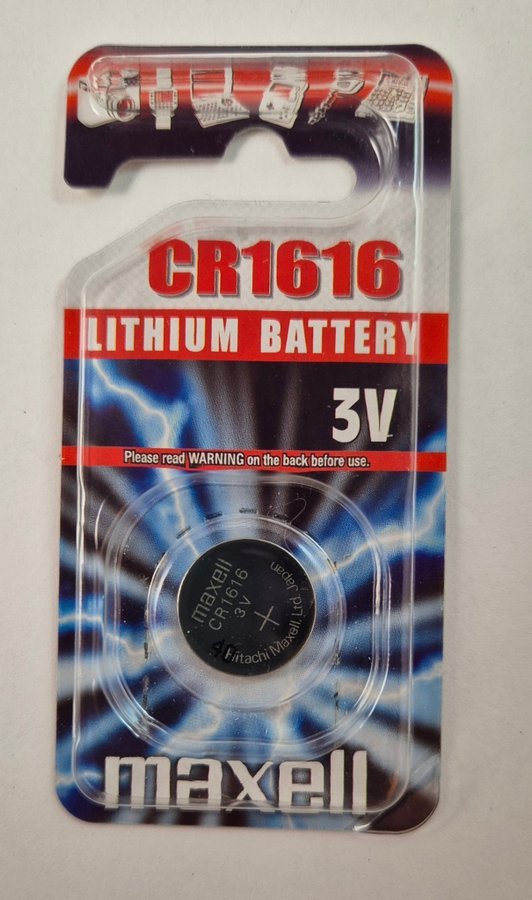 CR1616
LITHIUM BATTERY
3V
Please read WARNING on the back before use.
maxell
CR1616
3V
+
Hitachi Maxell, Ltd. Japan
maxell